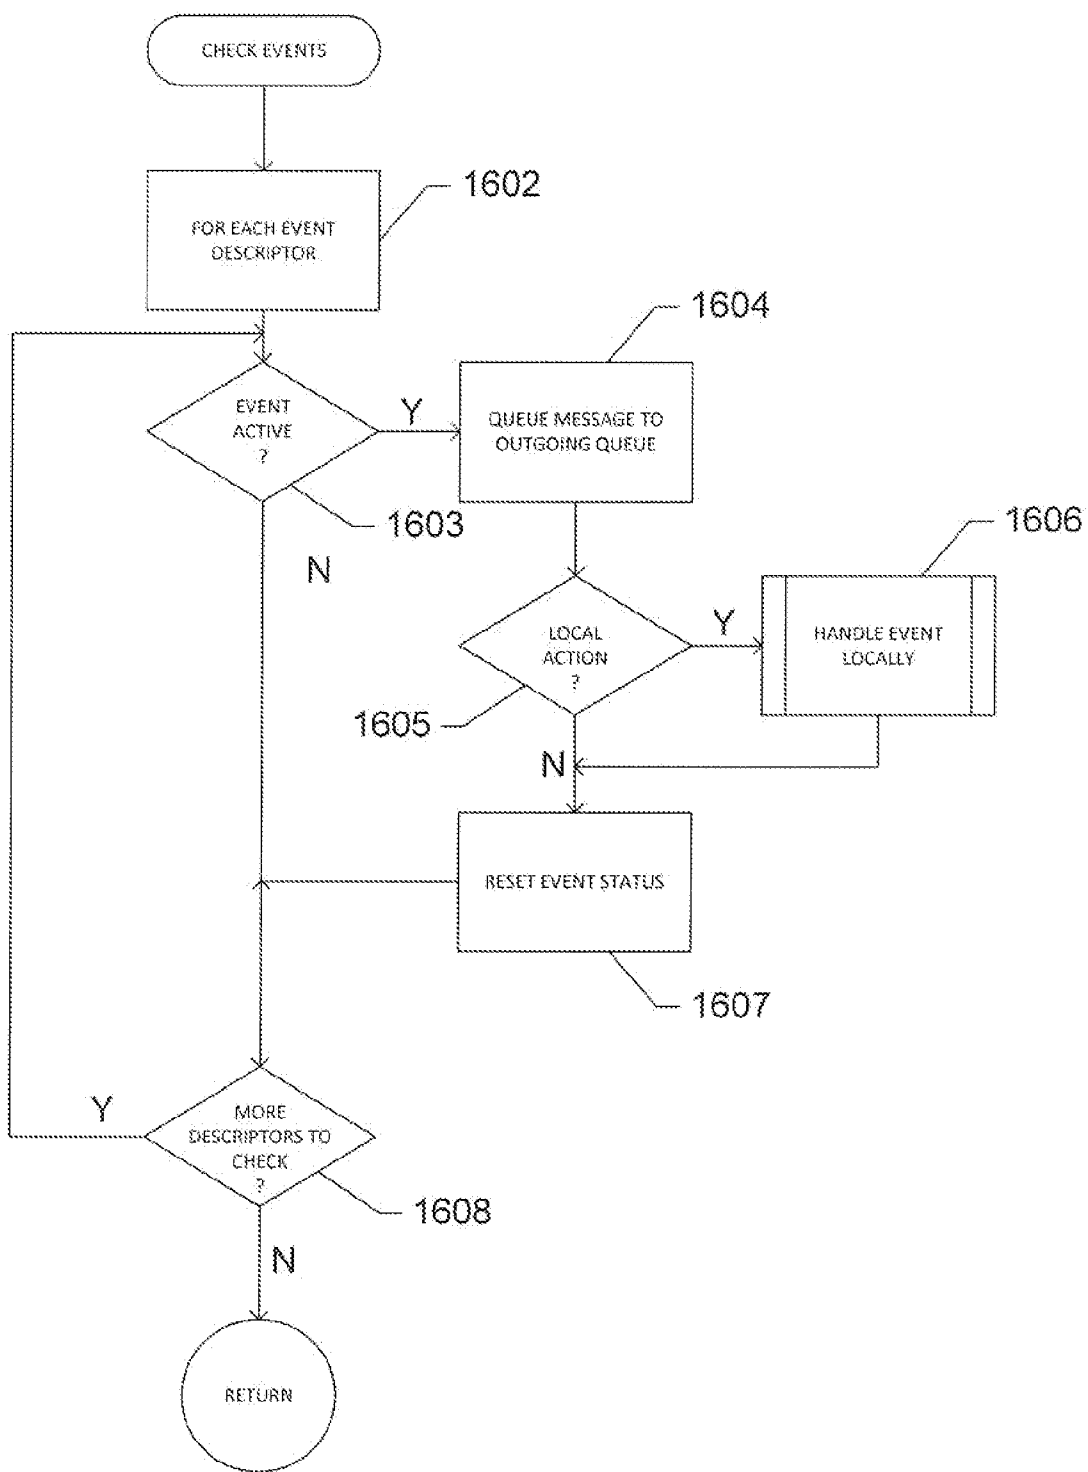 CHECK EVENTS
1602
FOR EACH EVENT
DESCRIPTOR
1604
EVENT
ACTIVE
?
Y
QUEUE MESSAGE TO
OUTGOING QUEUE
1603
N
1606
LOCAL
ACTION
?
Y
HANDLE EVENT
LOCALLY
1605
N
RESET EVENT STATUS
1607
MORE
DESCRIPTORS TO
CHECK
?
Y
1608
N
RETURN